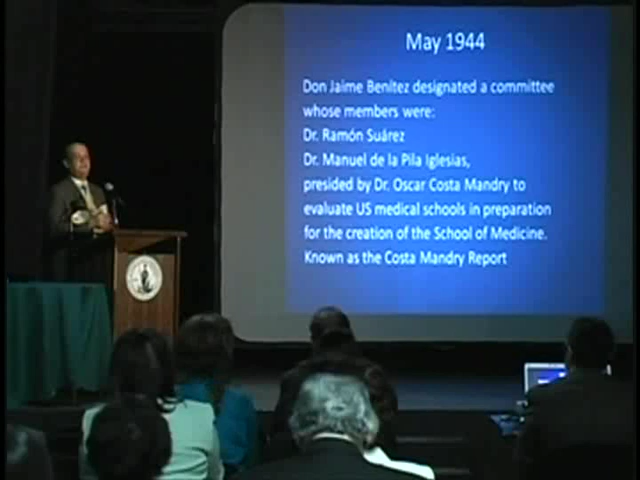 May 1944
Don Jaime Benítez designated a committee
whose members were:
Dr. Ramón Suárez
Dr. Manuel de la Pila Iglesias,
presided by Dr. Oscar Costa Mandry to
evaluate US medical schools in preparation
for the creation of the School of Medicine.
Known as the Costa Mandry Report